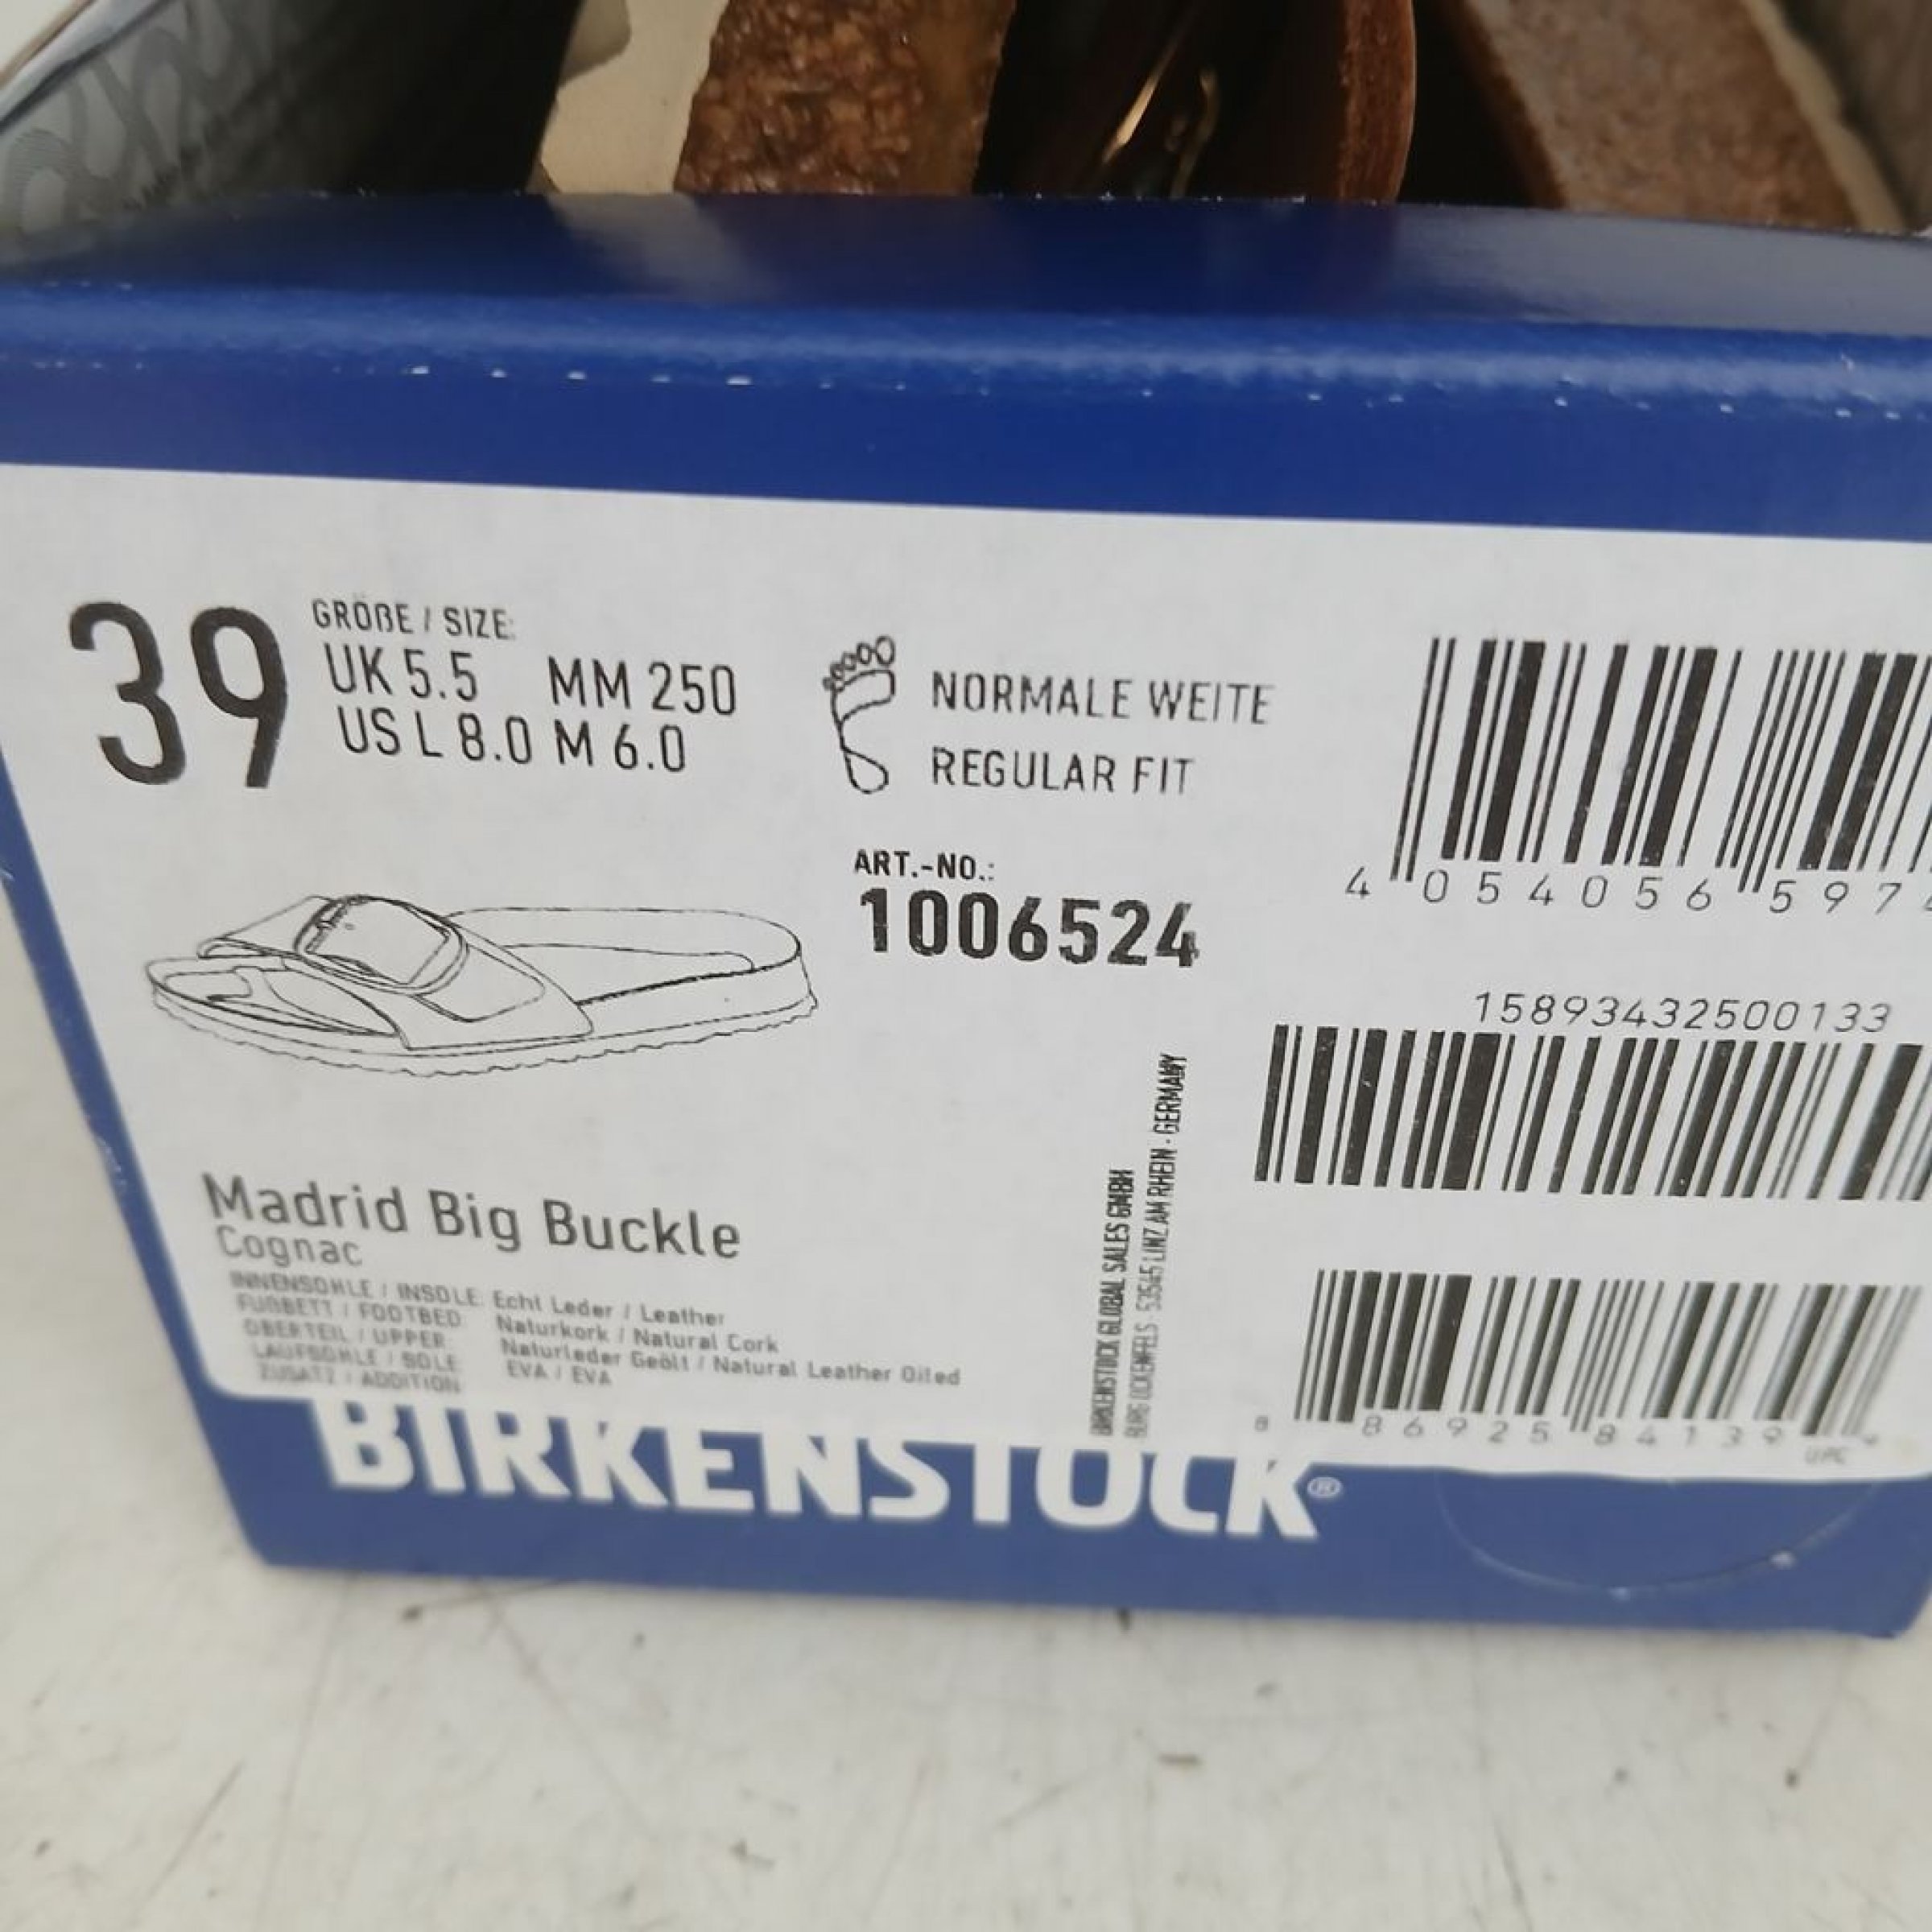 39
GRÖßE / SIZE:
UK 5.5 MM 250
US L 8.0 M 6.0
NORMALE WEITE
REGULAR FIT
ART.-NO.:
1006524
4 054056 597
15893432500133
Madrid Big Buckle
Cognac
INNENSOHLE / INSOLE: Echt Leder / Leather
FUßBETT / FOOTBED: Naturkork / Natural Cork
OBERTEIL / UPPER: Naturleder Geölt / Natural Leather Oiled
LAUFSOHLE / SOLE: EVA / EVA
ZUSATZ / ADDITION:
BIRKENSTOCK GLOBAL SALES GMBH
BURG OCKENFELS · 53545 LINZ AM RHEIN · GERMANY
8 86925 84139
UPC
BIRKENSTOCK®